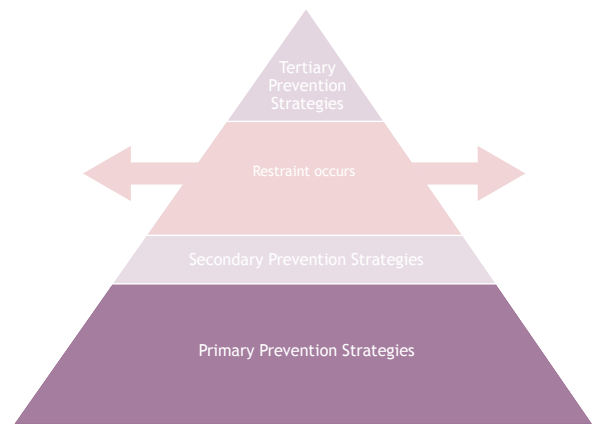 Tertiary
Prevention
Strategies
Restraint occurs
Secondary Prevention Strategies
Primary Prevention Strategies